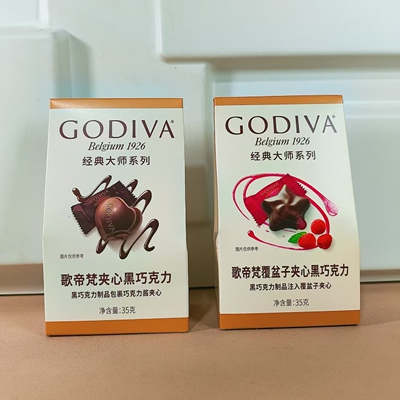 GODIVA®
Belgium 1926
经典大师系列
图片仅供参考
歌帝梵夹心黑巧克力
黑巧克力制品包裹巧克力酱夹心
净含量:35克
GODIVA®
Belgium 1926
经典大师系列
图片仅供参考
歌帝梵覆盆子夹心黑巧克力
黑巧克力制品注入覆盆子夹心
净含量:35克